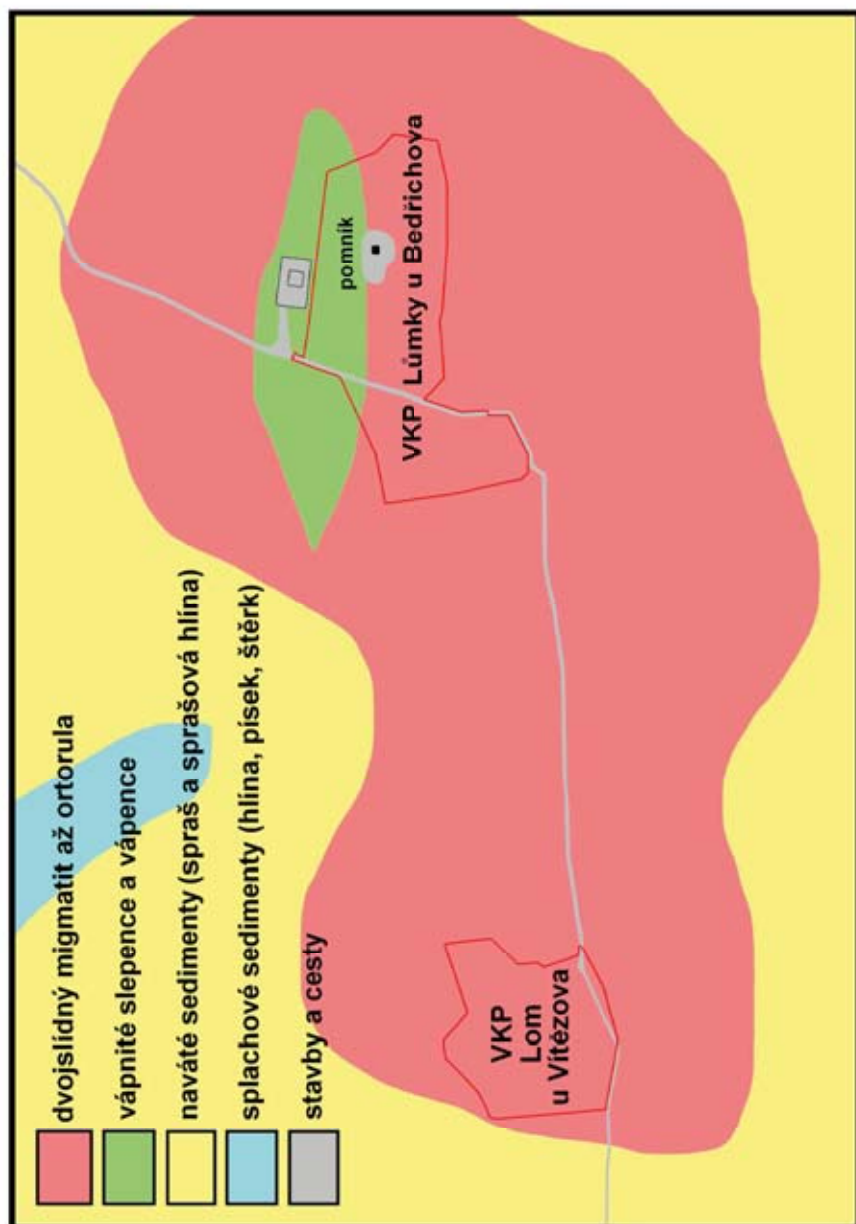 dvojslídný migmatit až ortorula
vápnité slepence a vápence
naváté sedimenty (spraš a sprašová hlína)
splachové sedimenty (hlína, písek, štěrk)
stavby a cesty
pomník
VKP Lůmky u Bedřichova
VKP
Lom
u Vítězova